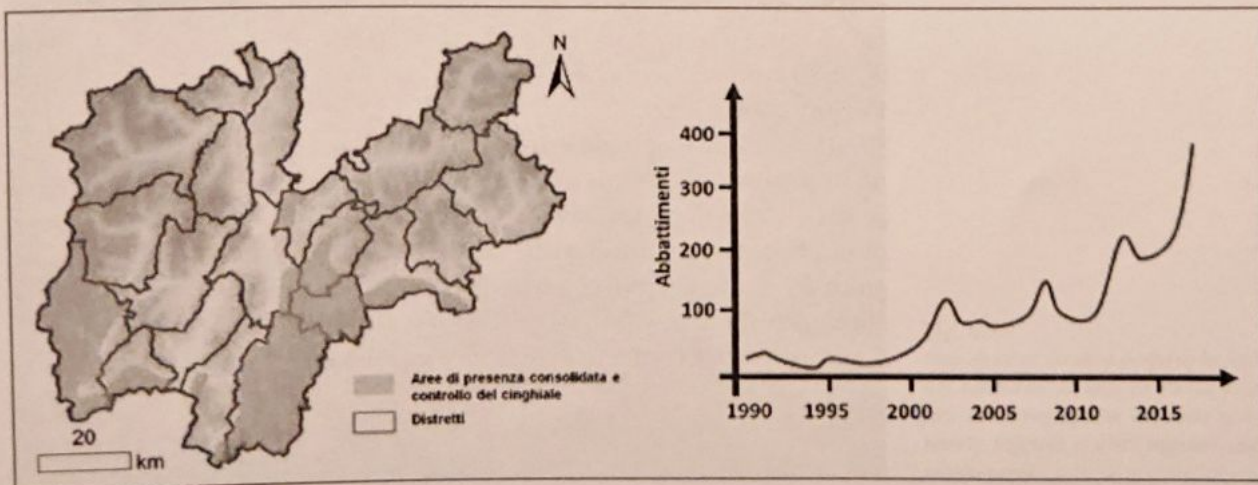 N
Aree di presenza consolidata e
controllo del cinghiale
Distretti
20
km
Abbattimenti
400
300
200
100
1990 1995 2000 2005 2010 2015